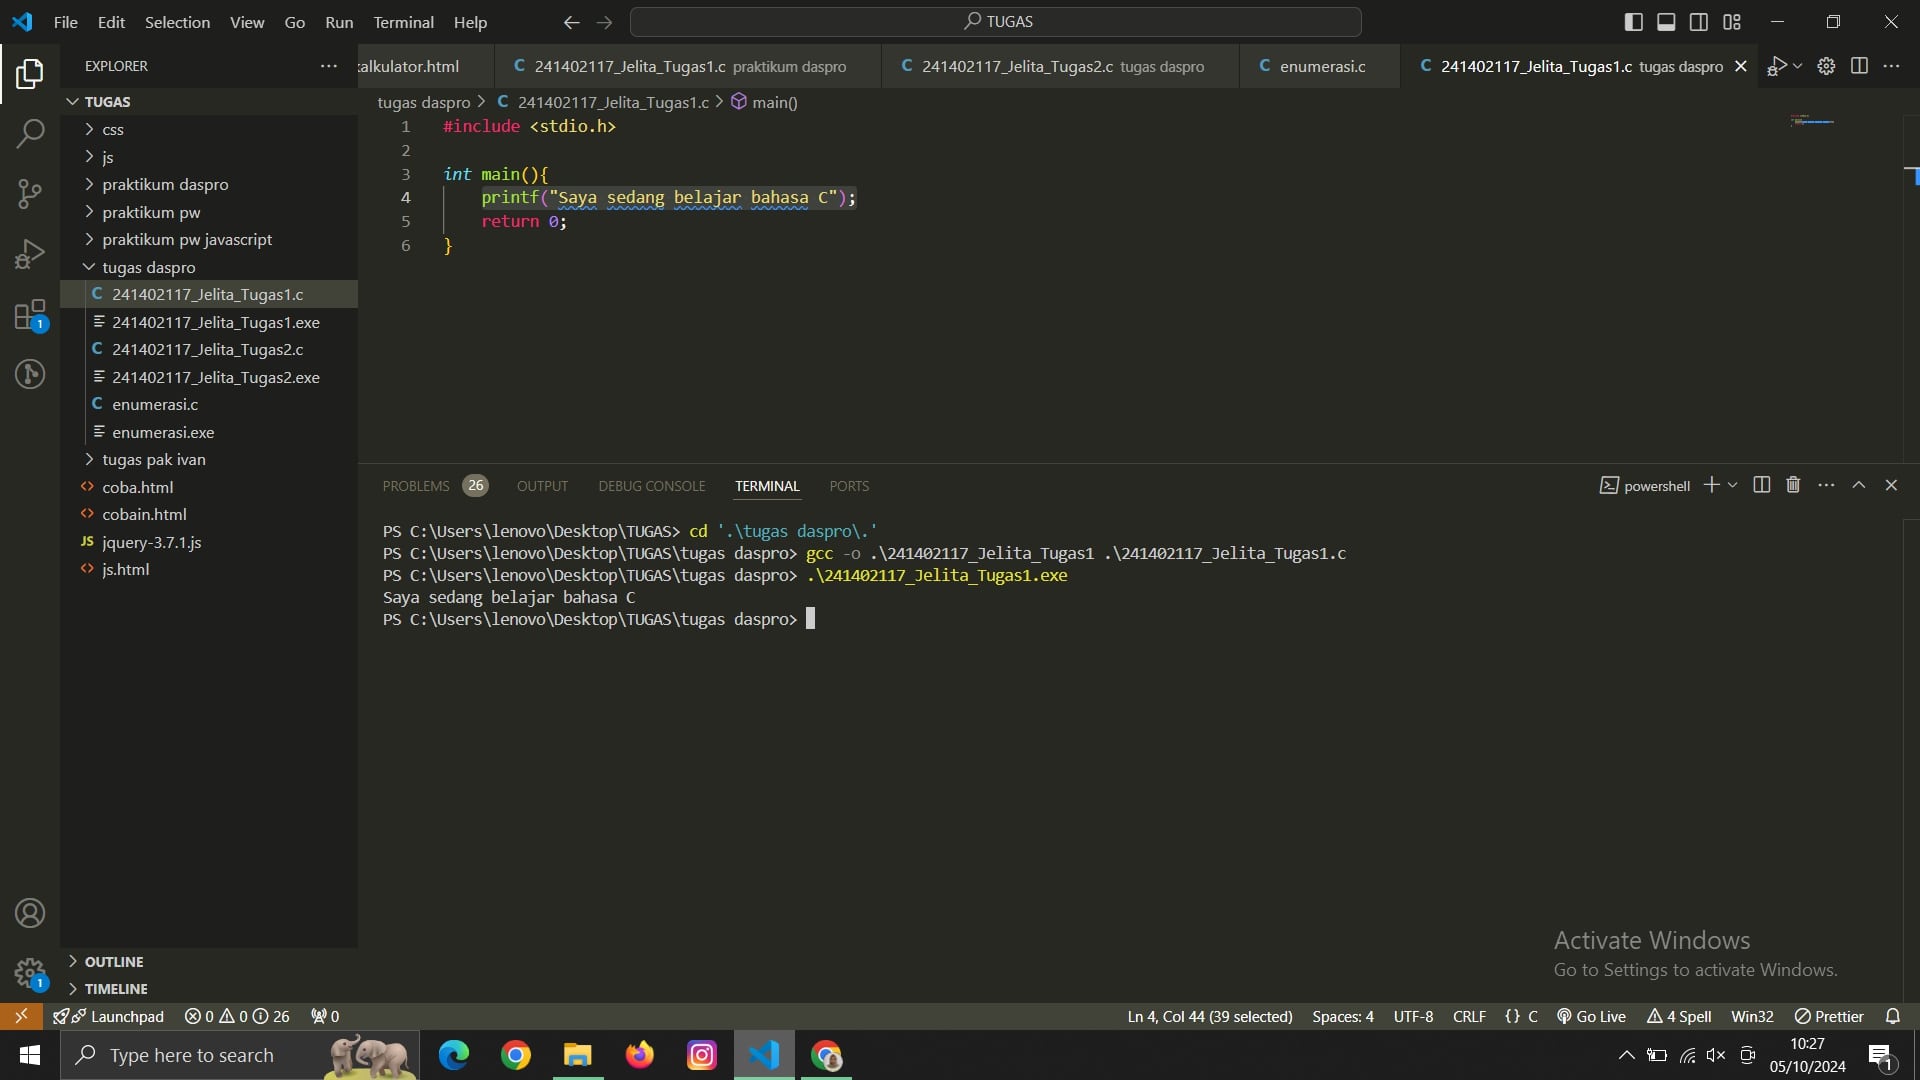 File Edit Selection View Go Run Terminal Help
TUGAS
EXPLORER
alkulator.html
241402117_Jelita_Tugas1.c praktikum daspro
241402117_Jelita_Tugas2.c tugas daspro
enumerasi.c
241402117_Jelita_Tugas1.c tugas daspro
TUGAS
css
js
praktikum daspro
praktikum pw
praktikum pw javascript
tugas daspro
241402117_Jelita_Tugas1.c
241402117_Jelita_Tugas1.exe
241402117_Jelita_Tugas2.c
241402117_Jelita_Tugas2.exe
enumerasi.c
enumerasi.exe
tugas pak ivan
coba.html
cobain.html
JS jquery-3.7.1.js
js.html
OUTLINE
TIMELINE
tugas daspro > C 241402117_Jelita_Tugas1.c > main()
1 #include <stdio.h>
2
3 int main(){
4 printf("Saya sedang belajar bahasa C");
5 return 0;
6 }
PROBLEMS 26 OUTPUT DEBUG CONSOLE TERMINAL PORTS
powershell
PS C:\Users\lenovo\Desktop\TUGAS> cd '.\tugas daspro\.'
PS C:\Users\lenovo\Desktop\TUGAS\tugas daspro> gcc -o .\241402117_Jelita_Tugas1 .\241402117_Jelita_Tugas1.c
PS C:\Users\lenovo\Desktop\TUGAS\tugas daspro> .\241402117_Jelita_Tugas1.exe
Saya sedang belajar bahasa C
PS C:\Users\lenovo\Desktop\TUGAS\tugas daspro>
Activate Windows
Go to Settings to activate Windows.
Launchpad 0 0 26 0
Ln 4, Col 44 (39 selected) Spaces: 4 UTF-8 CRLF {} C Go Live 4 Spell Win32 Prettier
Type here to search
10:27
05/10/2024
1